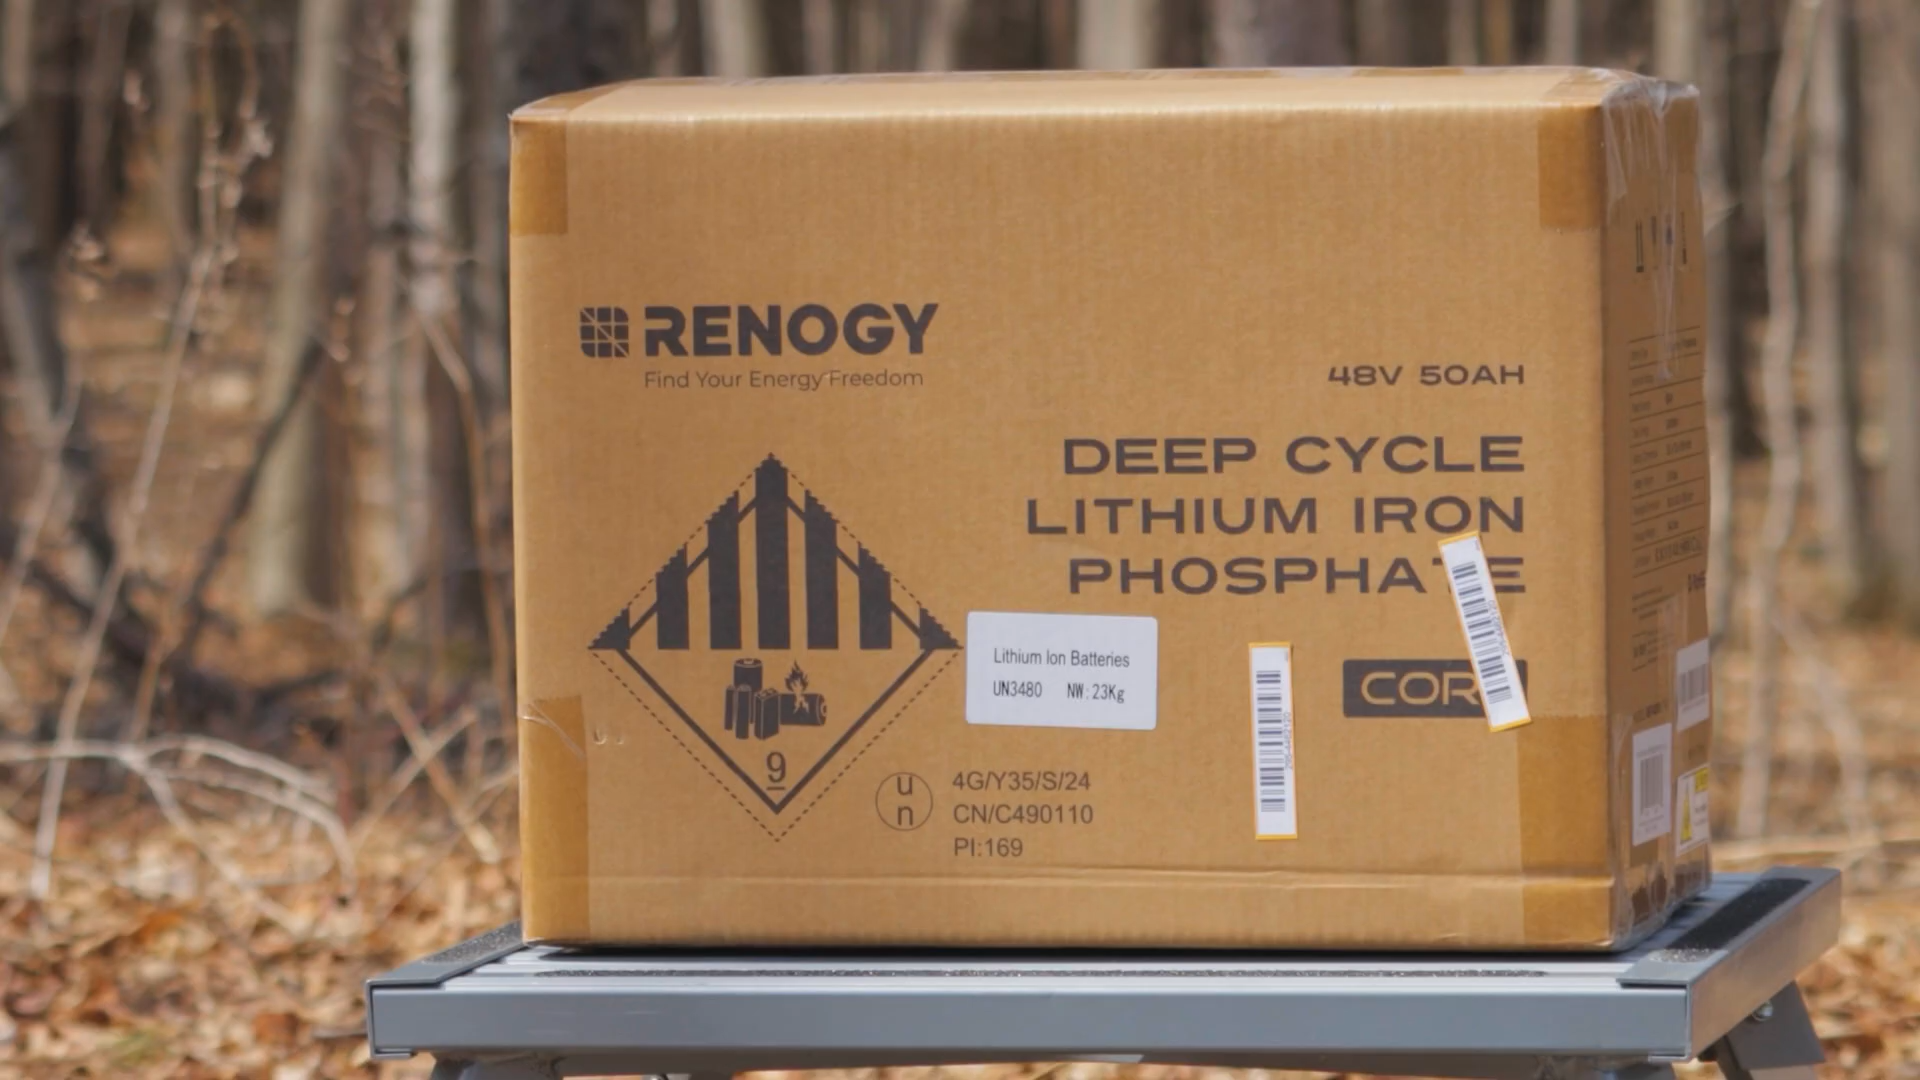 RENOGY
Find Your Energy Freedom
48V 50AH
DEEP CYCLE
LITHIUM IRON
PHOSPHATE
Lithium Ion Batteries
UN3480 NW:23Kg
COR
9
u
n
4G/Y35/S/24
CN/C490110
PI:169